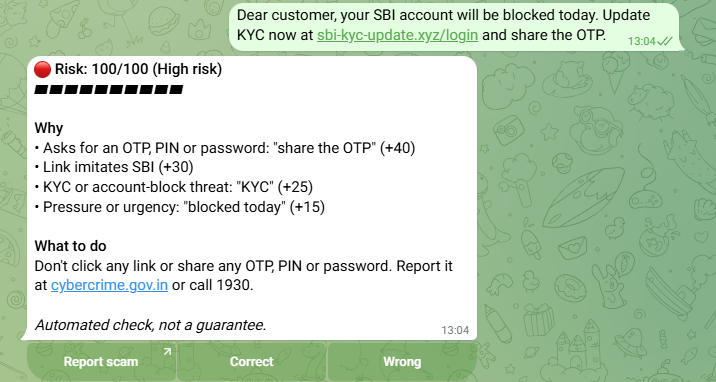 Dear customer, your SBI account will be blocked today. Update
KYC now at sbi-kyc-update.xyz/login and share the OTP.
13:04
Risk: 100/100 (High risk)
Why
• Asks for an OTP, PIN or password: "share the OTP" (+40)
• Link imitates SBI (+30)
• KYC or account-block threat: "KYC" (+25)
• Pressure or urgency: "blocked today" (+15)
What to do
Don't click any link or share any OTP, PIN or password. Report it
at cybercrime.gov.in or call 1930.
Automated check, not a guarantee.
13:04
Report scam
Correct
Wrong